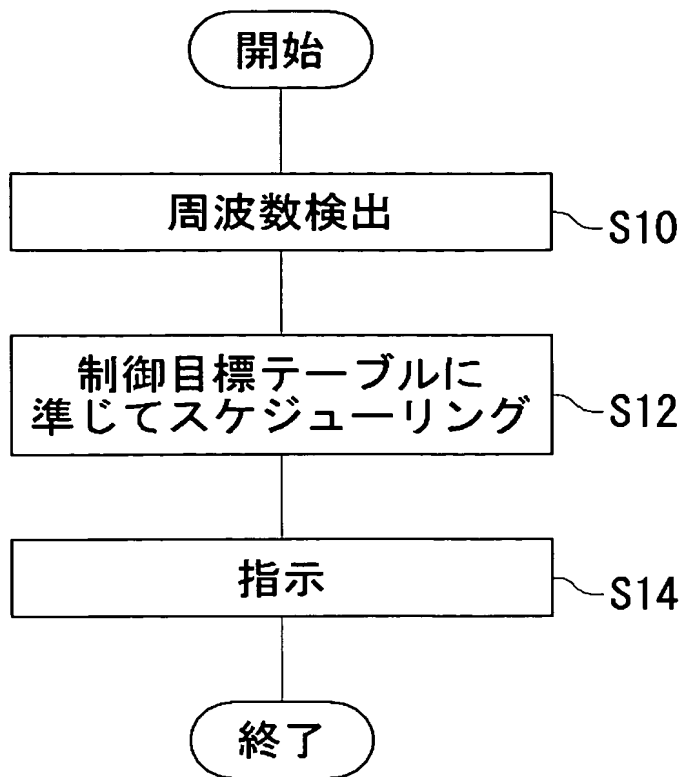 開始
周波数検出
S10
制御目標テーブルに
準じてスケジューリング
S12
指示
S14
終了